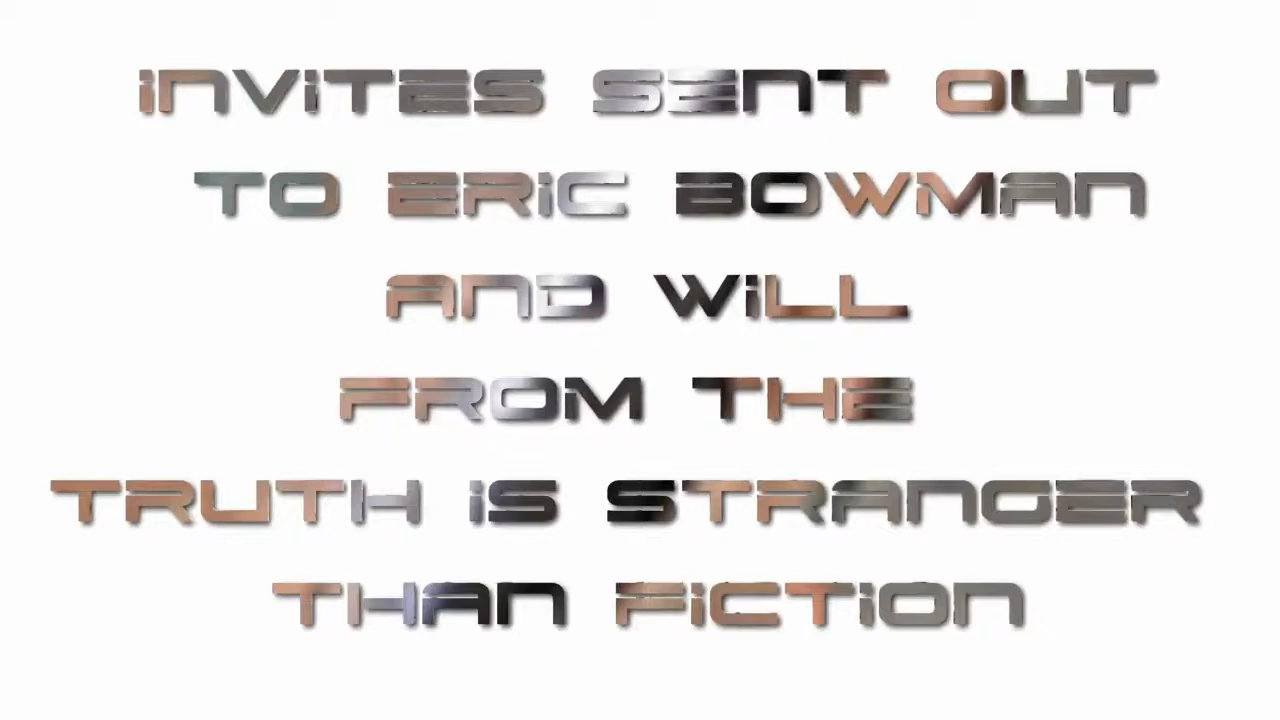 INVITES SENT OUT
TO ERIC BOWMAN
AND WILL
FROM THE
TRUTH IS STRANGER
THAN FICTION